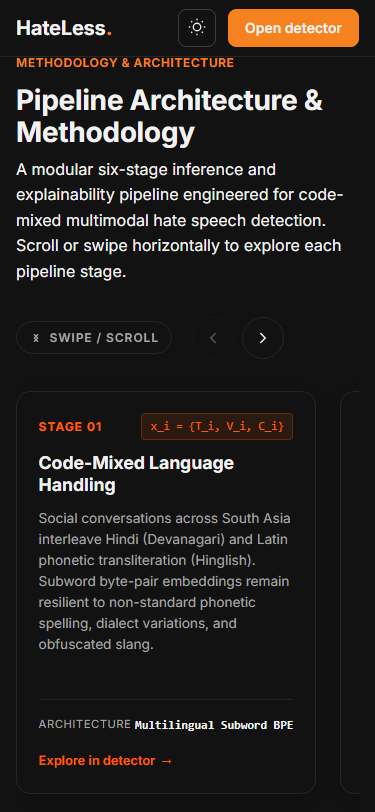 HateLess.
Open detector
METHODOLOGY & ARCHITECTURE
Pipeline Architecture &
Methodology
A modular six-stage inference and
explainability pipeline engineered for code-
mixed multimodal hate speech detection.
Scroll or swipe horizontally to explore each
pipeline stage.
SWIPE / SCROLL
STAGE 01
x_i = {T_i, V_i, C_i}
Code-Mixed Language
Handling
Social conversations across South Asia
interleave Hindi (Devanagari) and Latin
phonetic transliteration (Hinglish).
Subword byte-pair embeddings remain
resilient to non-standard phonetic
spelling, dialect variations, and
obfuscated slang.
ARCHITECTURE Multilingual Subword BPE
Explore in detector →